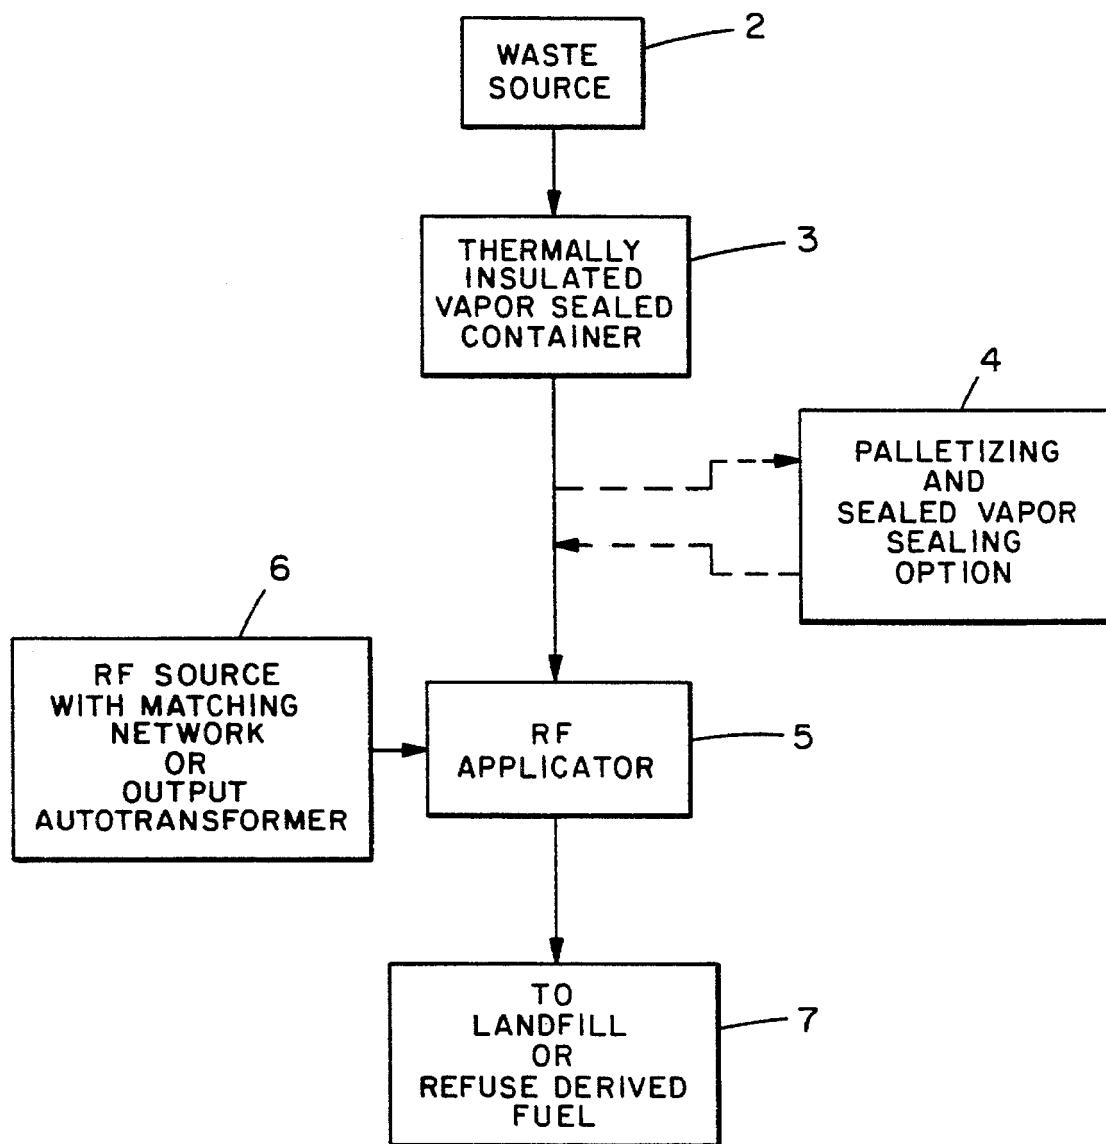 2
WASTE
SOURCE
3
THERMALLY
INSULATED
VAPOR SEALED
CONTAINER
4
PALLETIZING
AND
SEALED VAPOR
SEALING
OPTION
6
RF SOURCE
WITH MATCHING
NETWORK
OR
OUTPUT
AUTOTRANSFORMER
5
RF
APPLICATOR
7
TO
LANDFILL
OR
REFUSE DERIVED
FUEL